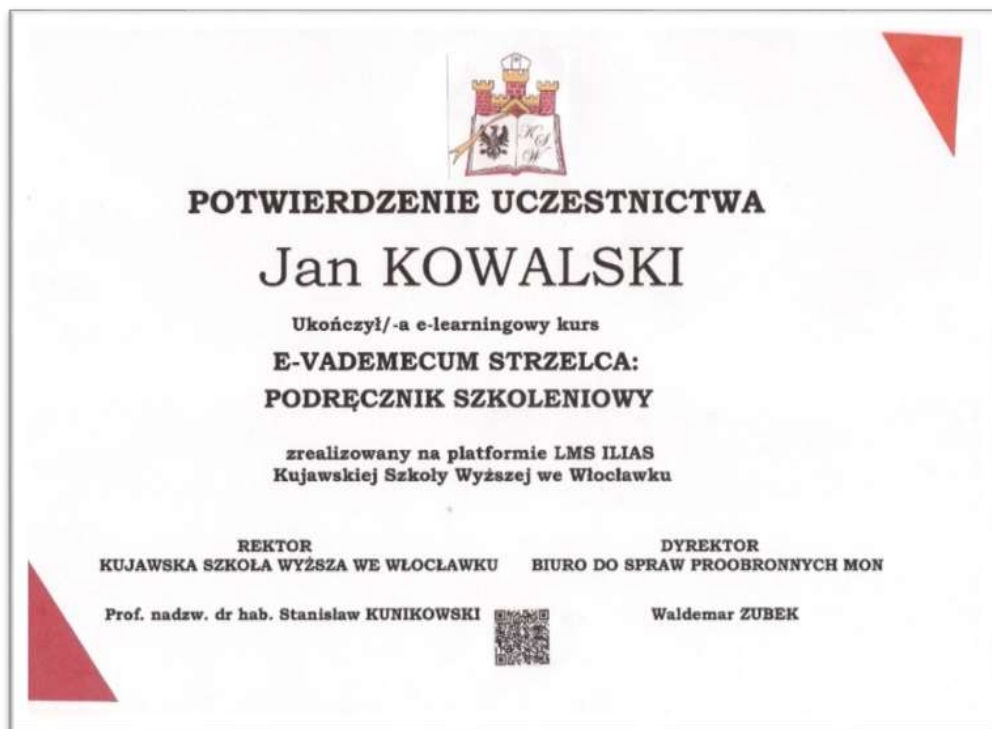 K S W
POTWIERDZENIE UCZESTNICTWA
Jan KOWALSKI
Ukończył/-a e-learningowy kurs
E-VADEMECUM STRZELCA:
PODRĘCZNIK SZKOLENIOWY
zrealizowany na platformie LMS ILIAS
Kujawskiej Szkoły Wyższej we Włocławku
REKTOR
KUJAWSKA SZKOŁA WYŻSZA WE WŁOCŁAWKU
Prof. nadzw. dr hab. Stanisław KUNIKOWSKI
DYREKTOR
BIURO DO SPRAW PROOBRONNYCH MON
Waldemar ZUBEK